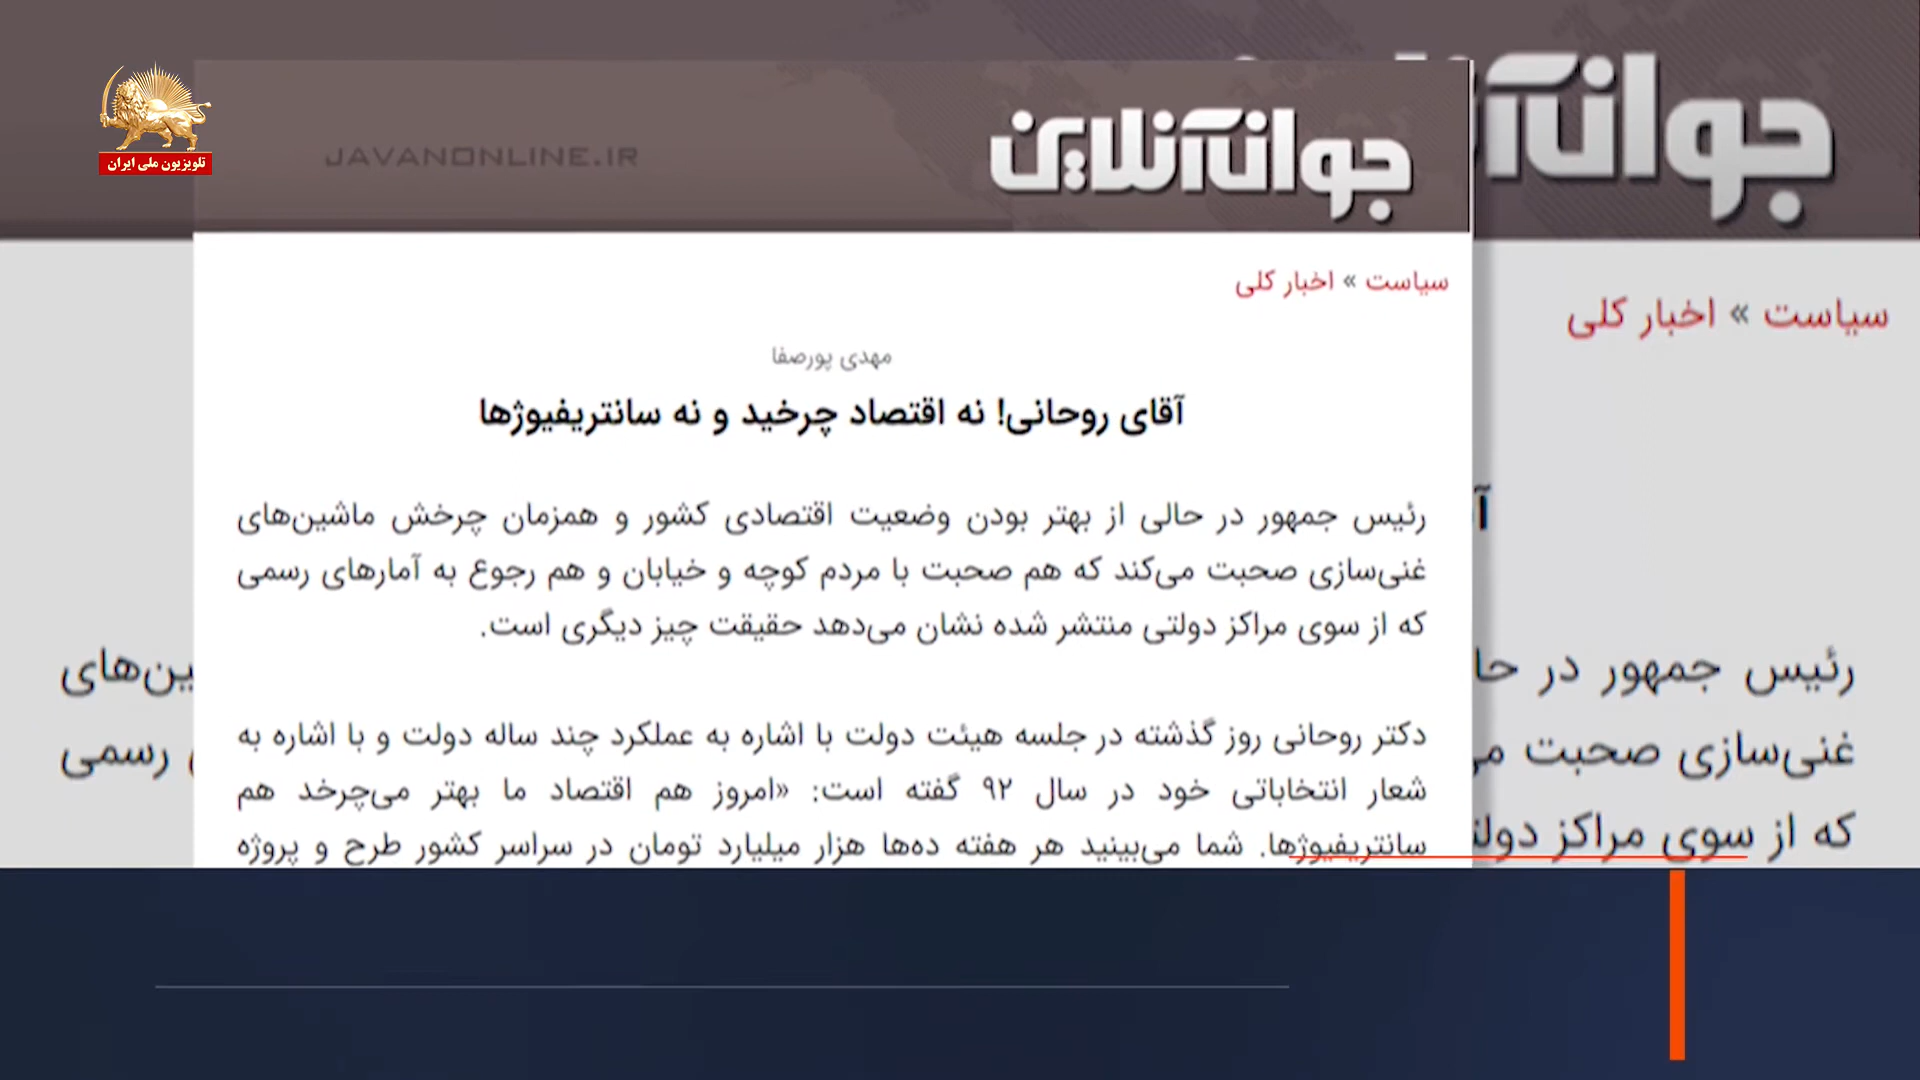 تلویزیون ملی ایران
JAVANONLINE.IR
جوان‌آنلاین
سیاست » اخبار کلی
مهدی پورصفا
آقای روحانی! نه اقتصاد چرخید و نه سانتریفیوژها
رئیس جمهور در حالی از بهتر بودن وضعیت اقتصادی کشور و همزمان چرخش ماشین‌های
غنی‌سازی صحبت می‌کند که هم صحبت با مردم کوچه و خیابان و هم رجوع به آمارهای رسمی
که از سوی مراکز دولتی منتشر شده نشان می‌دهد حقیقت چیز دیگری است.
دکتر روحانی روز گذشته در جلسه هیئت دولت با اشاره به عملکرد چند ساله دولت و با اشاره به
شعار انتخاباتی خود در سال ۹۲ گفته است: «امروز هم اقتصاد ما بهتر می‌چرخد هم
سانتریفیوژها. شما می‌بینید هر هفته ده‌ها هزار میلیارد تومان در سراسر کشور طرح و پروژه
سیاست » اخبار کلی
رئیس جمهور در
غنی‌سازی صحبت
رسمی
که از سوی مراکز